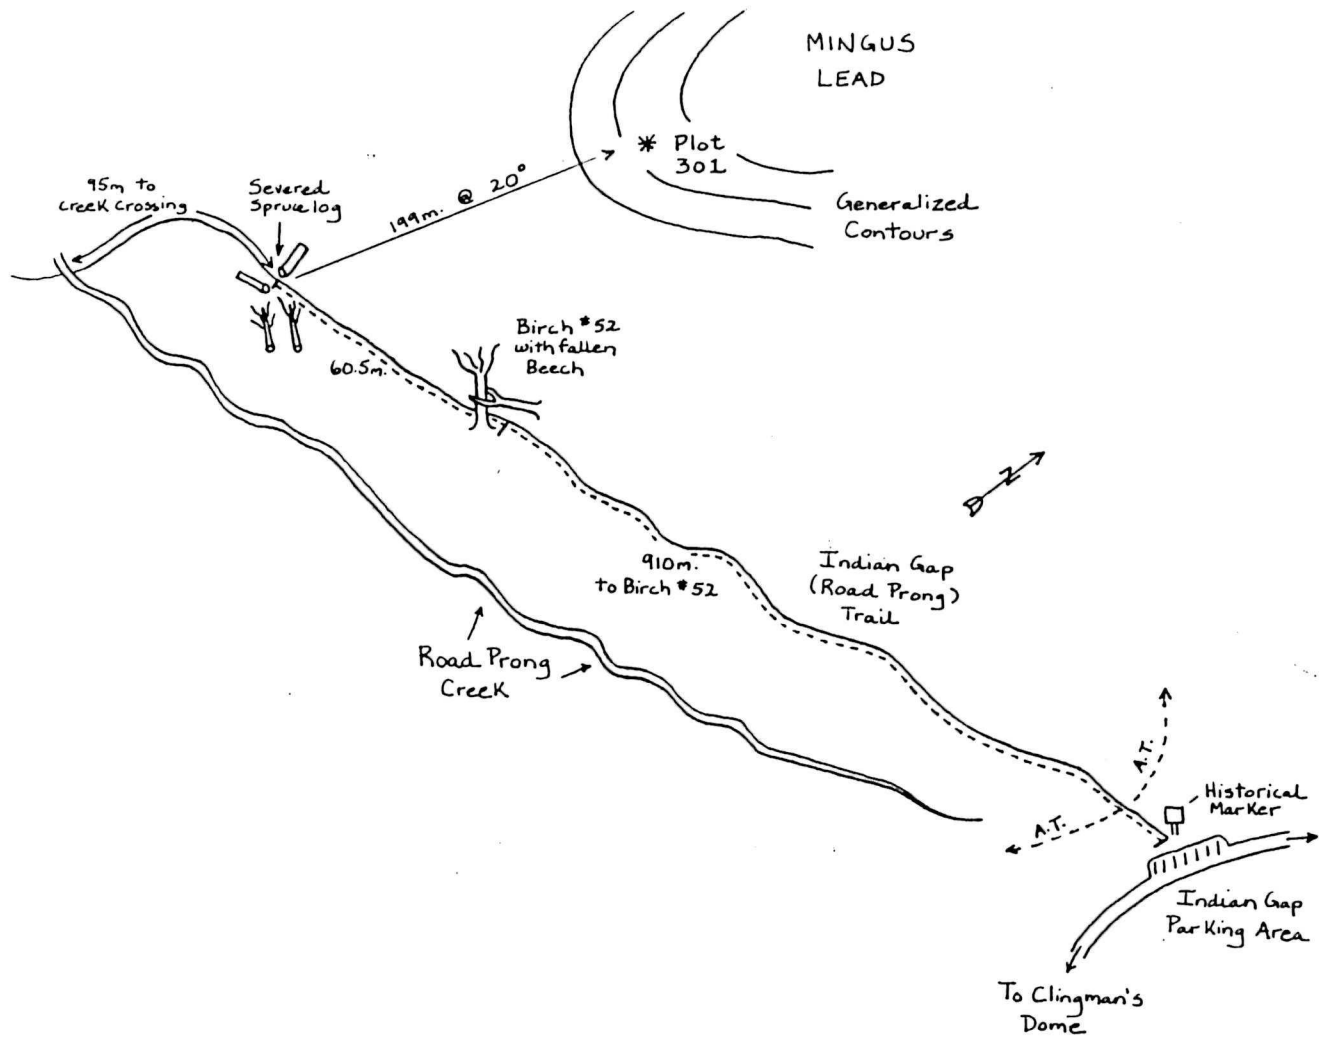 MINGUS
LEAD
Plot
301
Generalized
Contours
95m to
Creek Crossing
Severed
Spruce log
199m. @ 20°
Birch #52
with fallen
Beech
60.5m.
N
910m.
to Birch #52
Indian Gap
(Road Prong)
Trail
Road Prong
Creek
A.T.
A.T.
Historical
Marker
Indian Gap
Parking Area
To Clingman's
Dome